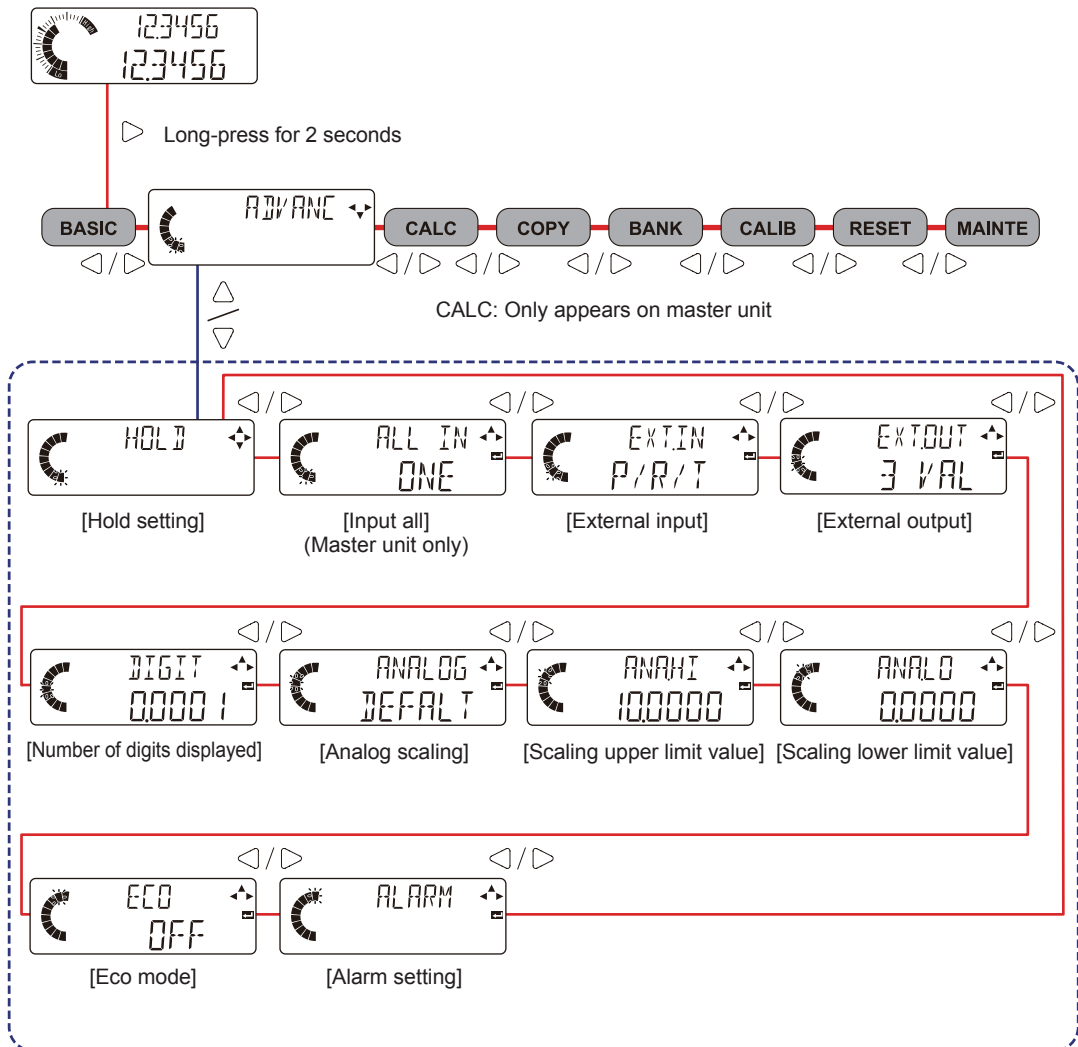 12.3456
12.3456
Long-press for 2 seconds
BASIC ADVANC CALC COPY BANK CALIB RESET MAINTE
CALC: Only appears on master unit
HOLD
[Hold setting]
ALL IN
ONE
[Input all]
(Master unit only)
EXT.IN
P/R/T
[External input]
EXT.OUT
3 VAL
[External output]
DIGIT
0.0001
[Number of digits displayed]
ANALOG
DEFALT
[Analog scaling]
ANA.HI
10.0000
[Scaling upper limit value]
ANA.LO
0.0000
[Scaling lower limit value]
ECO
OFF
[Eco mode]
ALARM
[Alarm setting]